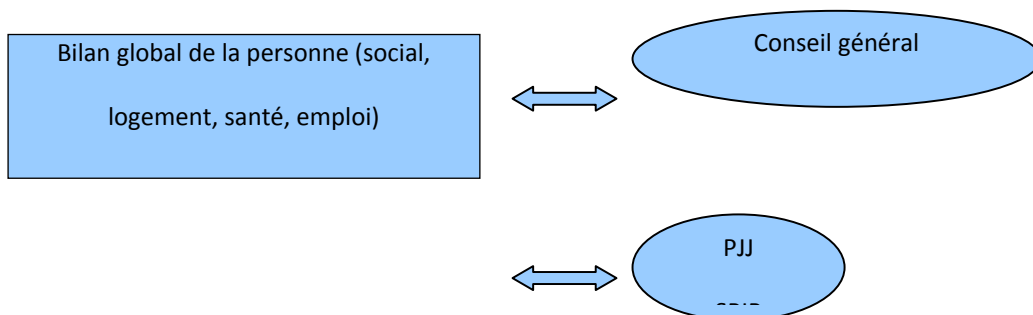 Bilan global de la personne (social,
logement, santé, emploi)
Conseil général
PJJ